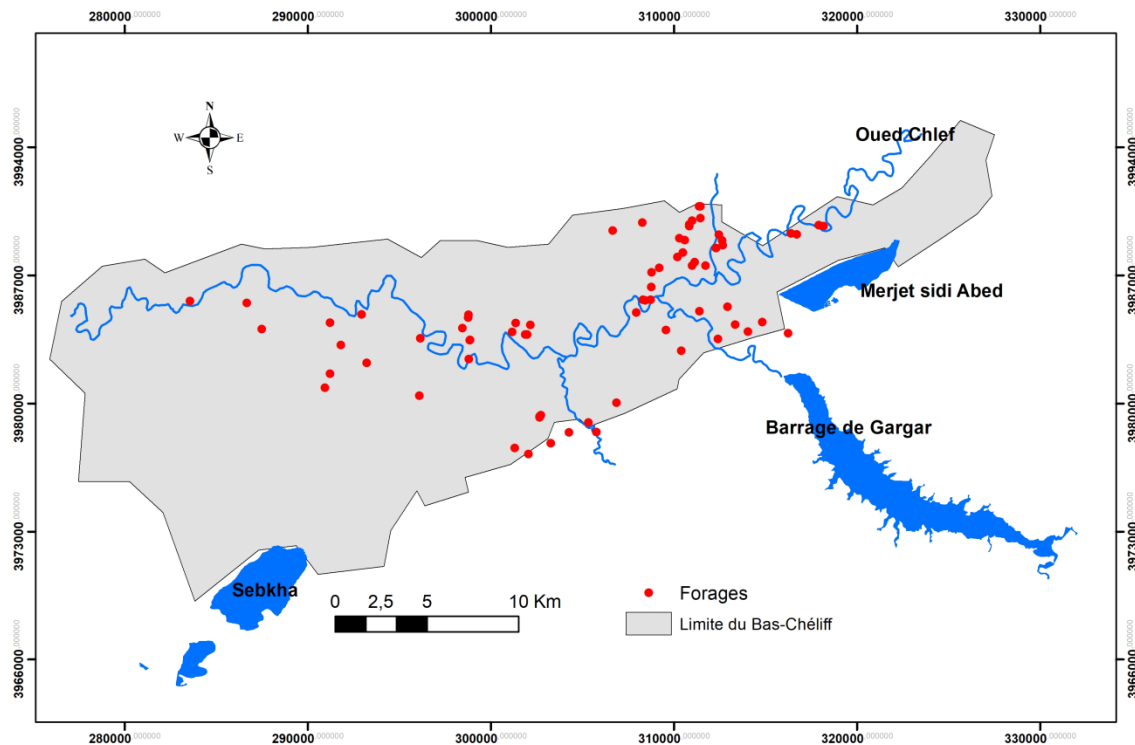 280000,000000 290000,000000 300000,000000 310000,000000 320000,000000 330000,000000
N
W E
S
Oued Chlef
3994000,000000 3994000,000000
3987000,000000 3987000,000000
Merjet sidi Abed
3980000,000000 3980000,000000
Barrage de Gargar
3973000,000000 3973000,000000
Sebkha
0 2,5 5 10 Km
Forages
Limite du Bas-Chéliff
3966000,000000 3966000,000000
280000,000000 290000,000000 300000,000000 310000,000000 320000,000000 330000,000000